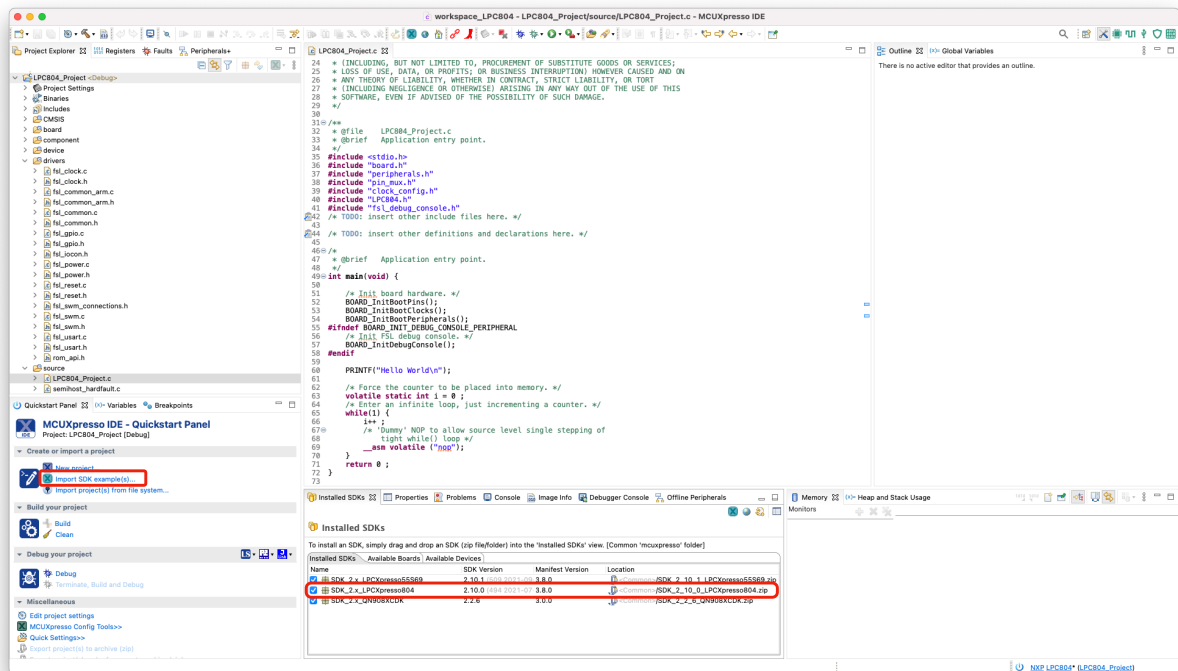 workspace_LPC804 - LPC804_Project/source/LPC804_Project.c - MCUXpresso IDE
Project Explorer
Registers
Faults
Peripherals+
LPC804_Project <Debug>
Project Settings
Binaries
Includes
CMSIS
board
component
device
drivers
fsl_clock.c
fsl_clock.h
fsl_common_arm.c
fsl_common_arm.h
fsl_common.c
fsl_common.h
fsl_gpio.c
fsl_gpio.h
fsl_iocon.h
fsl_power.c
fsl_power.h
fsl_reset.c
fsl_reset.h
fsl_swm_connections.h
fsl_swm.c
fsl_swm.h
fsl_usart.c
fsl_usart.h
rom_api.h
source
LPC804_Project.c
semihost_hardfault.c
LPC804_Project.c
24 * (INCLUDING, BUT NOT LIMITED TO, PROCUREMENT OF SUBSTITUTE GOODS OR SERVICES;
25 * LOSS OF USE, DATA, OR PROFITS; OR BUSINESS INTERRUPTION) HOWEVER CAUSED AND ON
26 * ANY THEORY OF LIABILITY, WHETHER IN CONTRACT, STRICT LIABILITY, OR TORT
27 * (INCLUDING NEGLIGENCE OR OTHERWISE) ARISING IN ANY WAY OUT OF THE USE OF THIS
28 * SOFTWARE, EVEN IF ADVISED OF THE POSSIBILITY OF SUCH DAMAGE.
29 */
30
31 /**
32 * @file LPC804_Project.c
33 * @brief Application entry point.
34 */
35 #include <stdio.h>
36 #include "board.h"
37 #include "peripherals.h"
38 #include "pin_mux.h"
39 #include "clock_config.h"
40 #include "LPC804.h"
41 #include "fsl_debug_console.h"
42 /* TODO: insert other include files here. */
43
44 /* TODO: insert other definitions and declarations here. */
45
46 /*
47 * @brief Application entry point.
48 */
49 int main(void) {
50
51 /* Init board hardware. */
52 BOARD_InitBootPins();
53 BOARD_InitBootClocks();
54 BOARD_InitBootPeripherals();
55 #ifndef BOARD_INIT_DEBUG_CONSOLE_PERIPHERAL
56 /* Init FSL debug console. */
57 BOARD_InitDebugConsole();
58 #endif
59
60 PRINTF("Hello World\n");
61
62 /* Force the counter to be placed into memory. */
63 volatile static int i = 0 ;
64 /* Enter an infinite loop, just incrementing a counter. */
65 while(1) {
66 i++ ;
67 /* 'Dummy' NOP to allow source level single stepping of
68 tight while() loop */
69 __asm volatile ("nop");
70 }
71 return 0 ;
72 }
73
Outline
Global Variables
There is no active editor that provides an outline.
Quickstart Panel
Variables
Breakpoints
IDE
MCUXpresso IDE - Quickstart Panel
Project: LPC804_Project [Debug]
Create or import a project
New project...
Import SDK example(s)...
Import project(s) from file system...
Build your project
Build
Clean
Debug your project
Debug
Terminate, Build and Debug
Miscellaneous
Edit project settings
MCUXpresso Config Tools>>
Quick Settings>>
Export project(s) to archive (zip)
Installed SDKs
Properties
Problems
Console
Image Info
Debugger Console
Offline Peripherals
Installed SDKs
To install an SDK, simply drag and drop an SDK (zip file/folder) into the 'Installed SDKs' view. [Common 'mcuxpresso' folder]
Installed SDKs
Available Boards
Available Devices
Name SDK Version Manifest Version Location
SDK_2.x_LPCXpresso55S69 2.10.1 (509 2021-09 3.8.0 <Common>/SDK_2_10_1_LPCXpresso55S69.zip
SDK_2.x_LPCXpresso804 2.10.0 (494 2021-07 3.8.0 <Common>/SDK_2_10_0_LPCXpresso804.zip
SDK_2.x_QN908XCDK 2.2.6 3.0.0 <Common>/SDK_2_2_6_QN908XCDK.zip
Memory
Heap and Stack Usage
Monitors
NXP LPC804* (LPC804_Project)